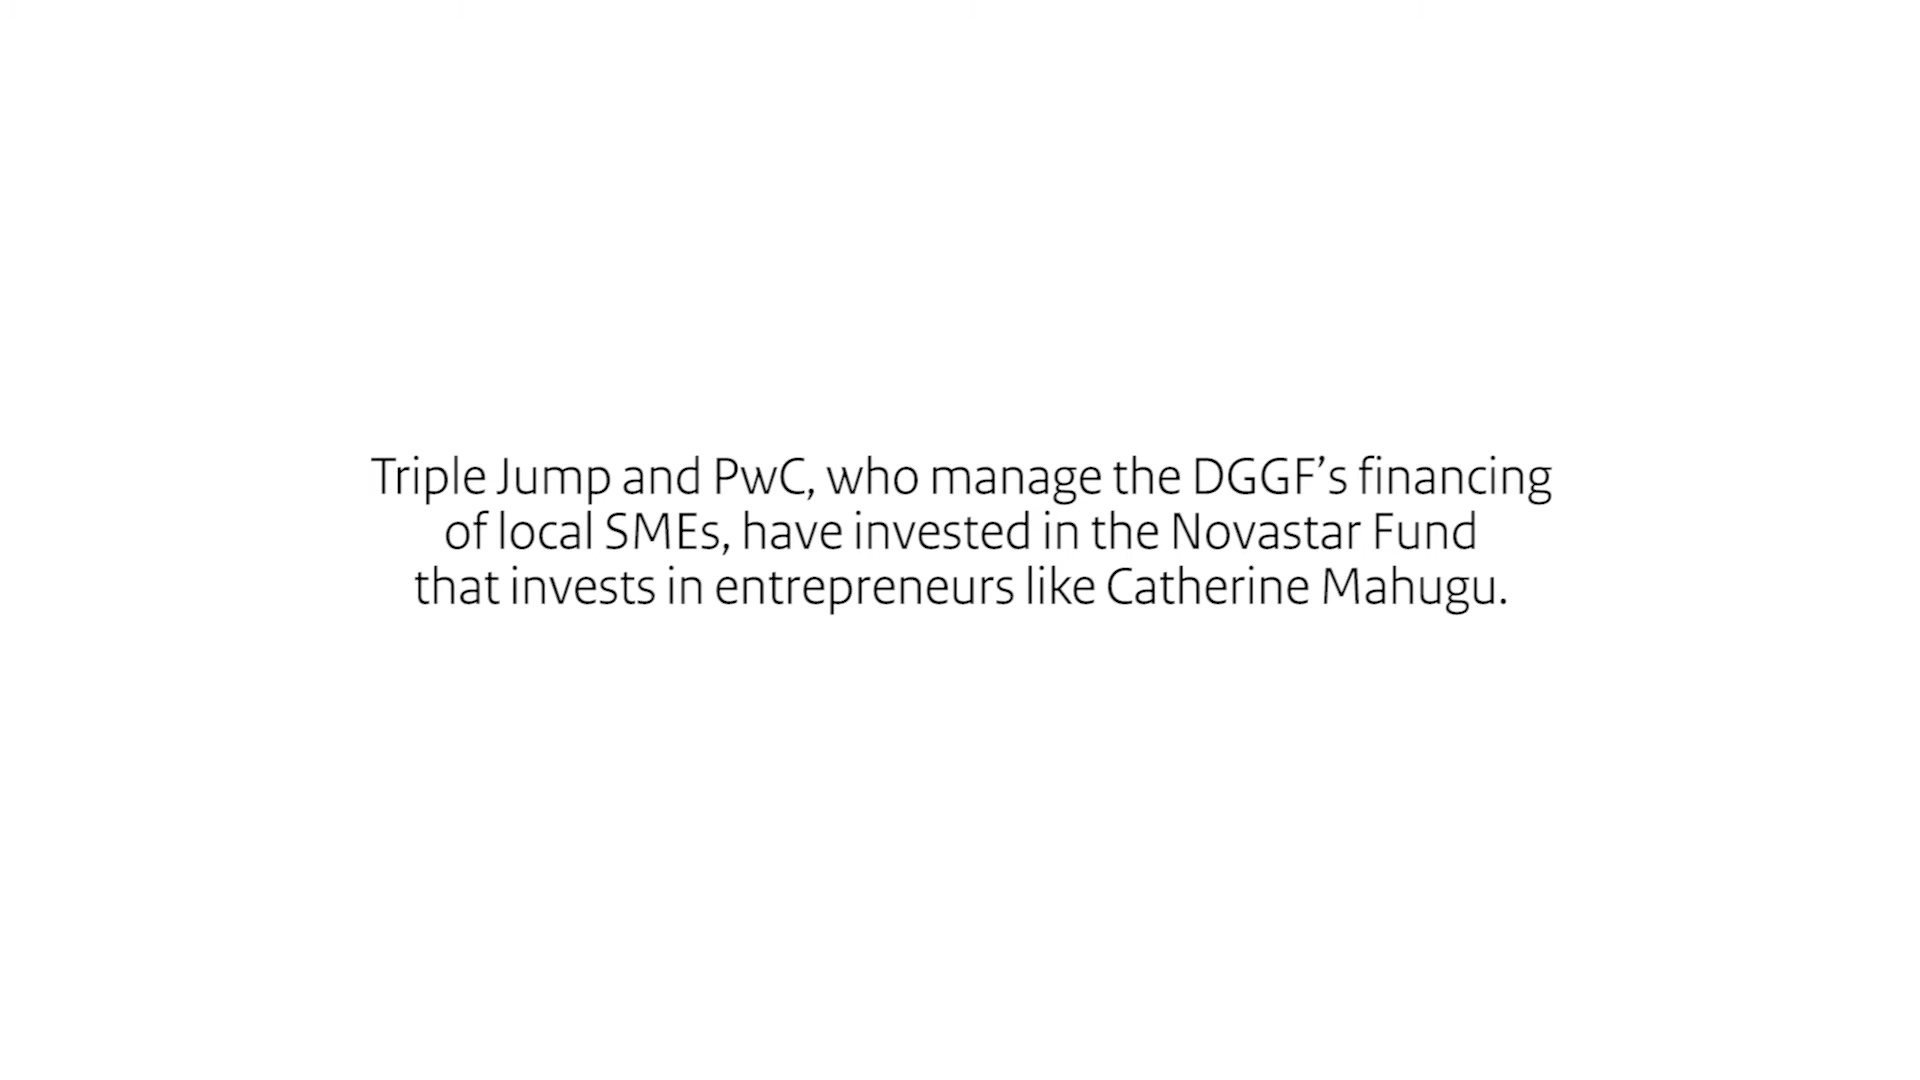 Triple Jump and PwC, who manage the DGGF’s financing
of local SMEs, have invested in the Novastar Fund
that invests in entrepreneurs like Catherine Mahugu.